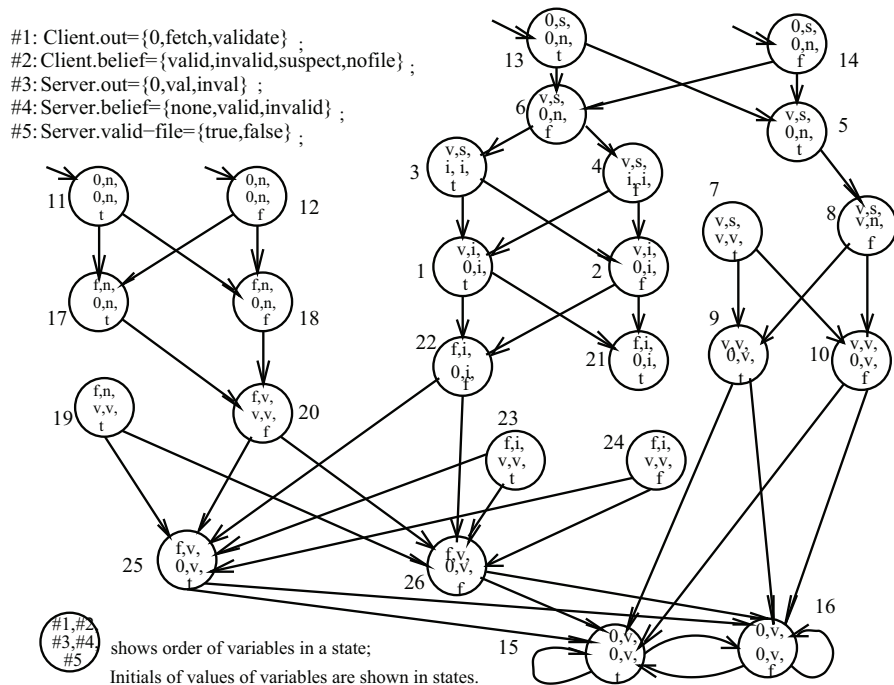 #1: Client.out={0,fetch,validate} ;
#2: Client.belief={valid,invalid,suspect,nofile} ;
#3: Server.out={0,val,inval} ;
#4: Server.belief={none,valid,invalid} ;
#5: Server.valid−file={true,false} ;
0,s,
0,n,
t
13
0,s,
0,n,
f
14
v,s,
0,n,
f
6
v,s,
0,n,
t
5
v,s,
i, i,
t
3
v,s,
i, i,
f
4
0,n,
0,n,
t
11
0,n,
0,n,
f
12
v,s,
v,v,
t
7
v,s,
v,n,
f
8
v,i,
0,i,
t
1
v,i,
0,i,
f
2
f,n,
0,n,
t
17
f,n,
0,n,
f
18
f,i,
0,i,
f
22
f,i,
0,i,
t
21
v,v,
0,v,
t
9
v,v,
0,v,
f
10
f,n,
v,v,
t
19
f,v,
v,v,
f
20
f,i,
v,v,
t
23
f,i,
v,v,
f
24
f,v,
0,v,
t
25
f,v,
0,v,
f
26
0,v,
0,v,
t
15
0,v,
0,v,
f
16
#1,#2,
#3,#4,
#5
shows order of variables in a state;
Initials of values of variables are shown in states.